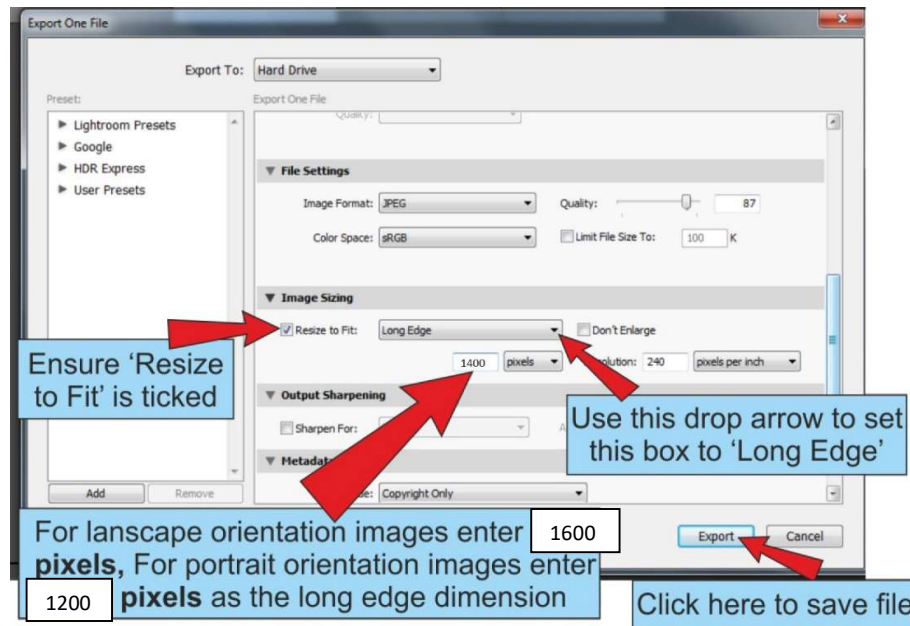 Export One File
Export To: Hard Drive
Preset:
Export One File
Lightroom Presets
Google
HDR Express
User Presets
Quality:
File Settings
Image Format: JPEG Quality: 87
Color Space: sRGB Limit File Size To: 100 K
Image Sizing
Resize to Fit: Long Edge Don't Enlarge
1400 pixels 240 pixels per inch
Ensure 'Resize
to Fit' is ticked
Output Sharpening
Sharpen For:
Use this drop arrow to set
this box to 'Long Edge'
Copyright Only
Add Remove
For lanscape orientation images enter 1600
pixels, For portrait orientation images enter
1200 pixels as the long edge dimension
Export Cancel
Click here to save file